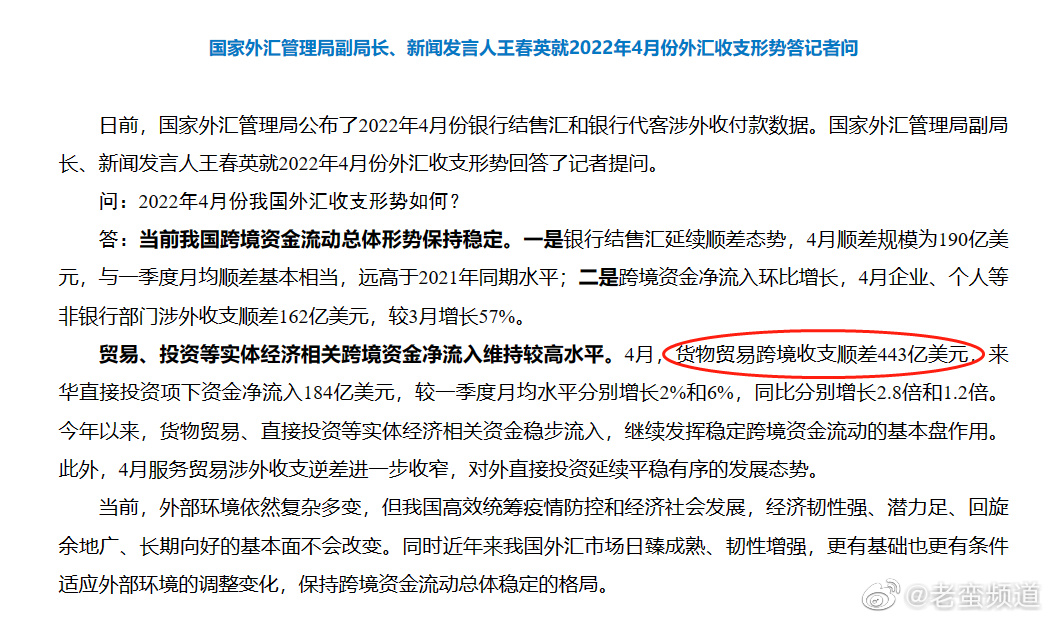 国家外汇管理局副局长、新闻发言人王春英就2022年4月份外汇收支形势答记者问
日前，国家外汇管理局公布了2022年4月份银行结售汇和银行代客涉外收付款数据。国家外汇管理局副局
长、新闻发言人王春英就2022年4月份外汇收支形势回答了记者提问。
问：2022年4月份我国外汇收支形势如何？
答：当前我国跨境资金流动总体形势保持稳定。一是银行结售汇延续顺差态势，4月顺差规模为190亿美
元，与一季度月均顺差基本相当，远高于2021年同期水平；二是跨境资金净流入环比增长，4月企业、个人等
非银行部门涉外收支顺差162亿美元，较3月增长57%。
贸易、投资等实体经济相关跨境资金净流入维持较高水平。4月，货物贸易跨境收支顺差443亿美元，来
华直接投资项下资金净流入184亿美元，较一季度月均水平分别增长2%和6%，同比分别增长2.8倍和1.2倍。
今年以来，货物贸易、直接投资等实体经济相关资金稳步流入，继续发挥稳定跨境资金流动的基本盘作用。
此外，4月服务贸易涉外收支逆差进一步收窄，对外直接投资延续平稳有序的发展态势。
当前，外部环境依然复杂多变，但我国高效统筹疫情防控和经济社会发展，经济韧性强、潜力足、回旋
余地广、长期向好的基本面不会改变。同时近年来我国外汇市场日臻成熟、韧性增强，更有基础也更有条件
适应外部环境的调整变化，保持跨境资金流动总体稳定的格局。
@老蛮频道